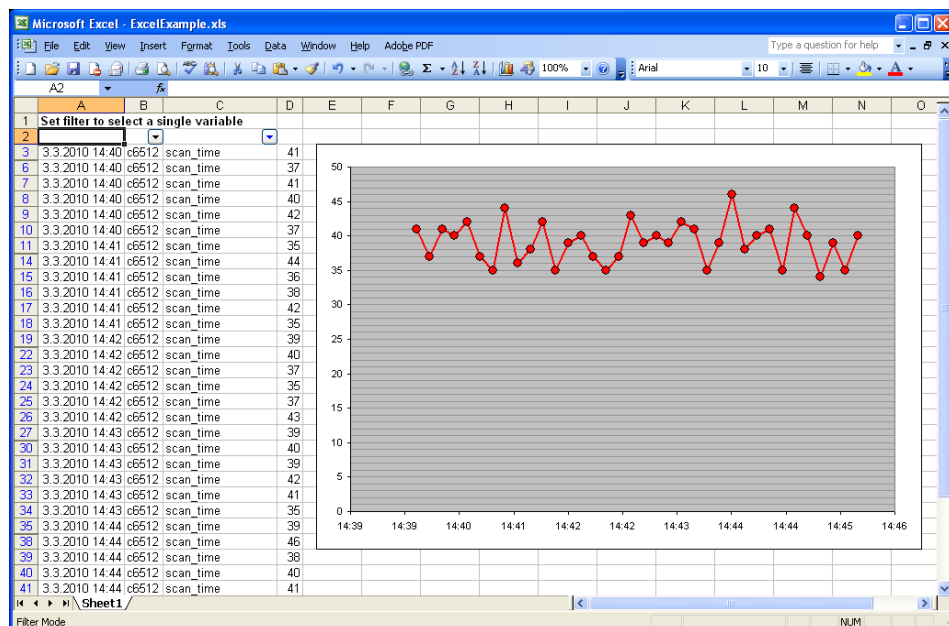 Microsoft Excel - ExcelExample.xls
File Edit View Insert Format Tools Data Window Help Adobe PDF Type a question for help
100% Arial 10
A2 fx
A B C D E F G H I J K L M N O
1 Set filter to select a single variable
2
3 3.3.2010 14:40 c6512 scan_time 41
6 3.3.2010 14:40 c6512 scan_time 37
7 3.3.2010 14:40 c6512 scan_time 41
8 3.3.2010 14:40 c6512 scan_time 40
9 3.3.2010 14:40 c6512 scan_time 42
10 3.3.2010 14:40 c6512 scan_time 37
11 3.3.2010 14:41 c6512 scan_time 35
14 3.3.2010 14:41 c6512 scan_time 44
15 3.3.2010 14:41 c6512 scan_time 36
16 3.3.2010 14:41 c6512 scan_time 38
17 3.3.2010 14:41 c6512 scan_time 42
18 3.3.2010 14:41 c6512 scan_time 35
19 3.3.2010 14:42 c6512 scan_time 39
22 3.3.2010 14:42 c6512 scan_time 40
23 3.3.2010 14:42 c6512 scan_time 37
24 3.3.2010 14:42 c6512 scan_time 35
25 3.3.2010 14:42 c6512 scan_time 37
26 3.3.2010 14:42 c6512 scan_time 43
27 3.3.2010 14:43 c6512 scan_time 39
30 3.3.2010 14:43 c6512 scan_time 40
31 3.3.2010 14:43 c6512 scan_time 39
32 3.3.2010 14:43 c6512 scan_time 42
33 3.3.2010 14:43 c6512 scan_time 41
34 3.3.2010 14:43 c6512 scan_time 35
35 3.3.2010 14:44 c6512 scan_time 39
38 3.3.2010 14:44 c6512 scan_time 46
39 3.3.2010 14:44 c6512 scan_time 38
40 3.3.2010 14:44 c6512 scan_time 40
41 3.3.2010 14:44 c6512 scan_time 41
50
45
40
35
30
25
20
15
10
5
0
14:39 14:39 14:40 14:41 14:42 14:42 14:43 14:44 14:44 14:45 14:46
Sheet1
Filter Mode NUM